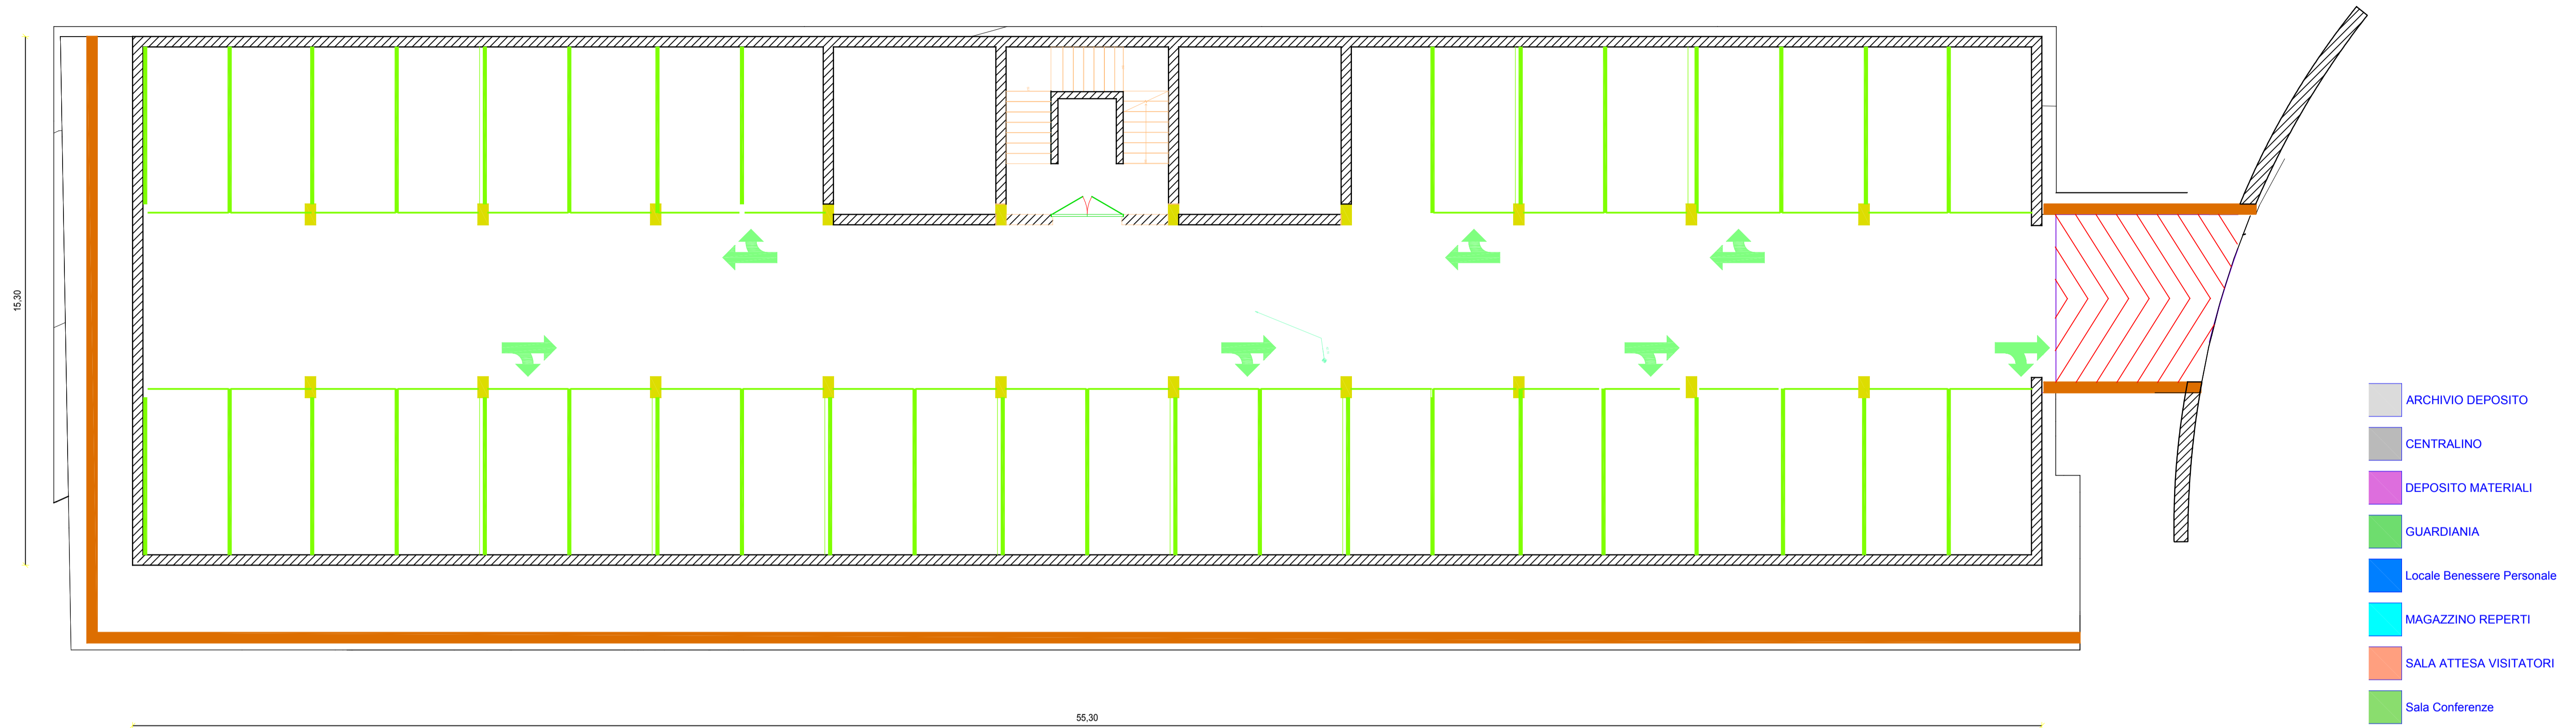 15,30
ARCHIVIO DEPOSITO
CENTRALINO
DEPOSITO MATERIALI
GUARDIANIA
Locale Benessere Personale
MAGAZZINO REPERTI
SALA ATTESA VISITATORI
Sala Conferenze
55,30